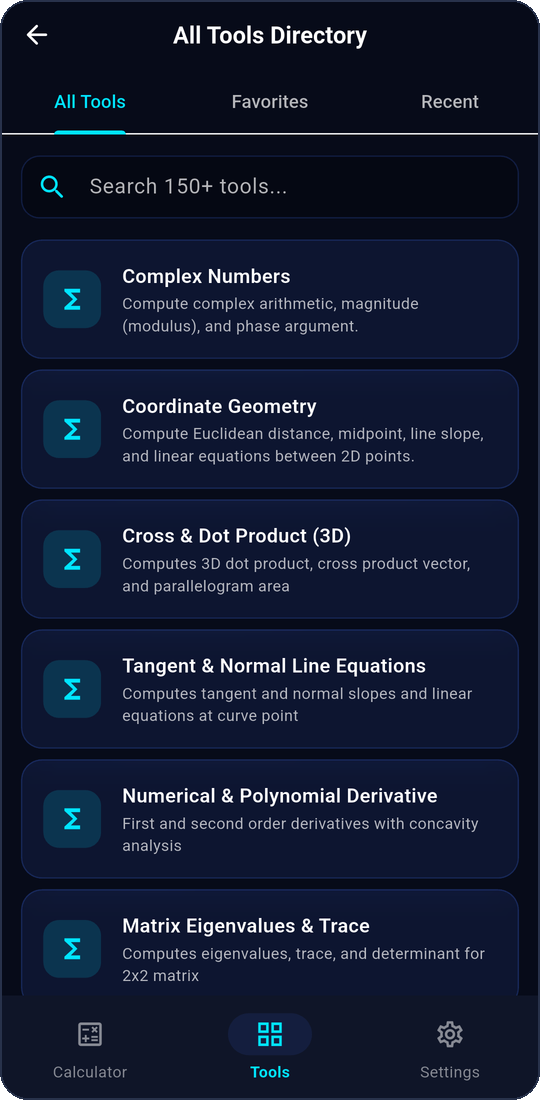 All Tools Directory
All Tools
Favorites
Recent
Search 150+ tools...
Complex Numbers
Compute complex arithmetic, magnitude
(modulus), and phase argument.
Coordinate Geometry
Compute Euclidean distance, midpoint, line slope,
and linear equations between 2D points.
Cross & Dot Product (3D)
Computes 3D dot product, cross product vector,
and parallelogram area
Tangent & Normal Line Equations
Computes tangent and normal slopes and linear
equations at curve point
Numerical & Polynomial Derivative
First and second order derivatives with concavity
analysis
Matrix Eigenvalues & Trace
Computes eigenvalues, trace, and determinant for
2x2 matrix
Calculator
Tools
Settings